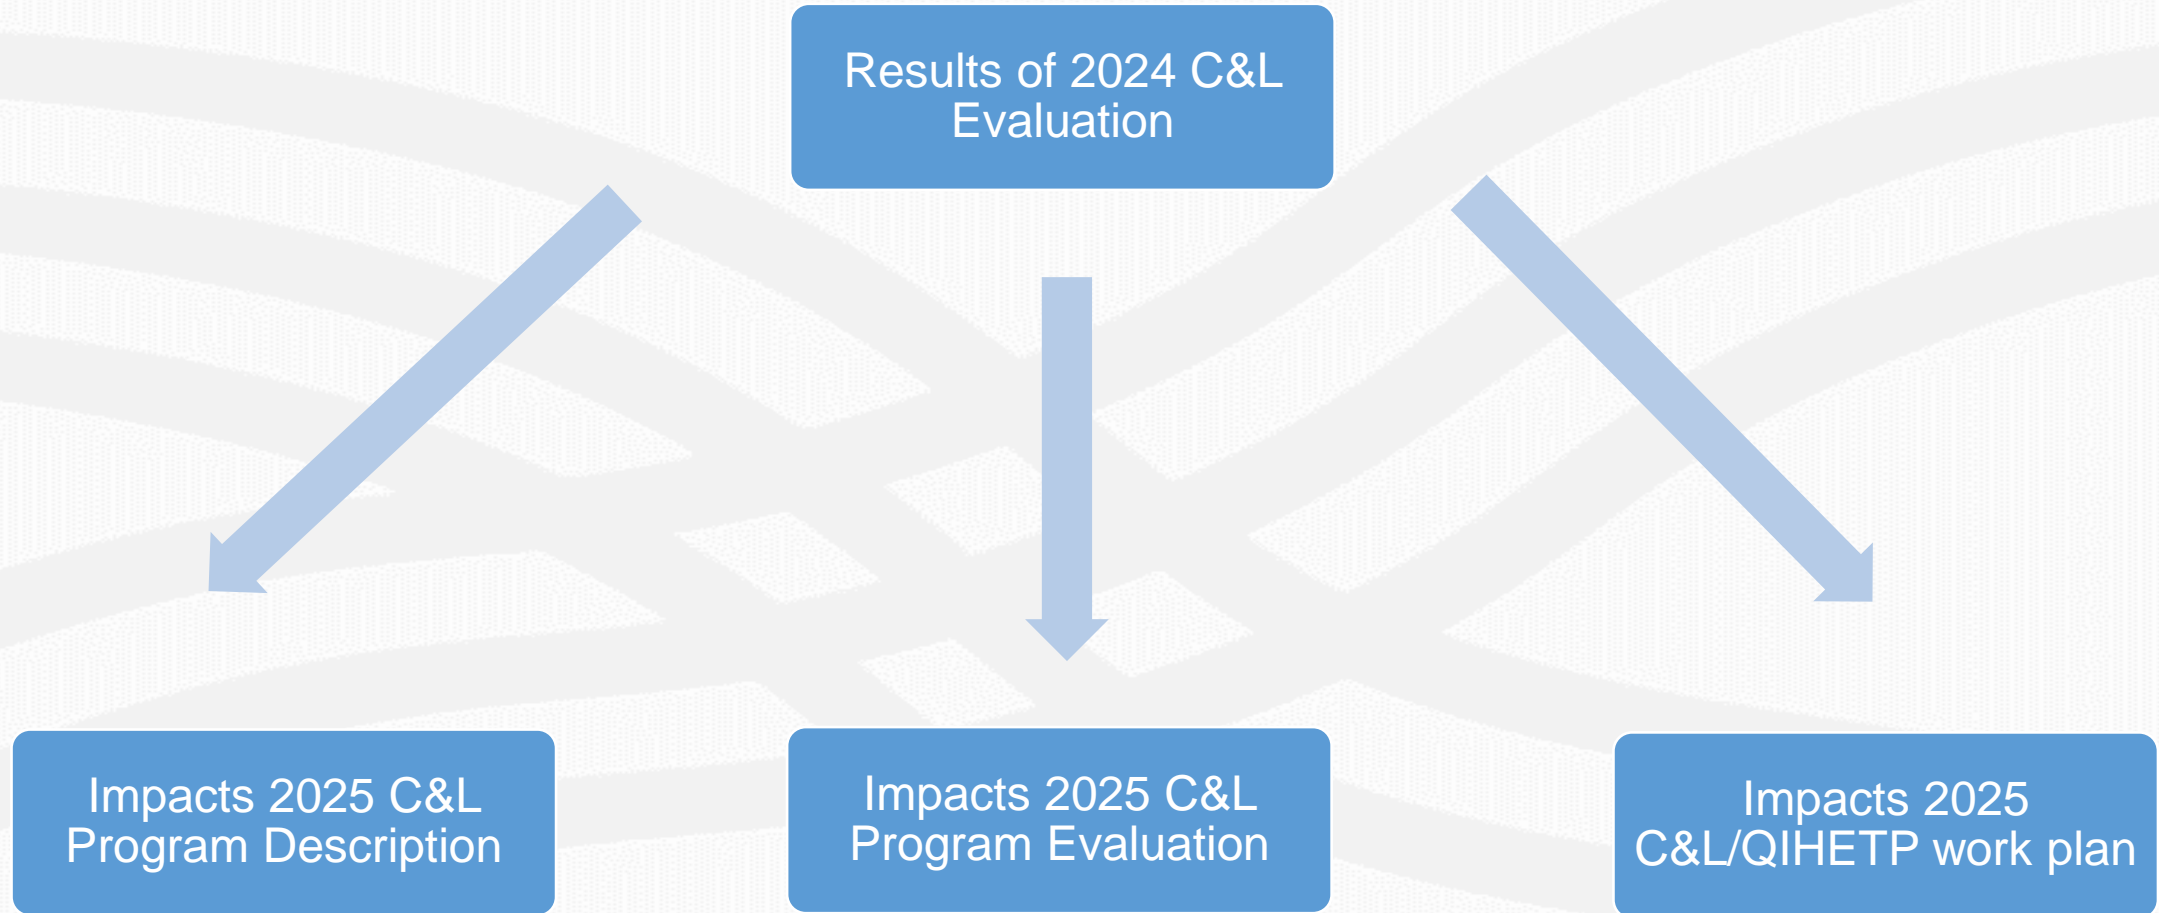 Results of 2024 C&L
Evaluation
Impacts 2025 C&L
Program Description
Impacts 2025 C&L
Program Evaluation
Impacts 2025
C&L/QIHETP work plan